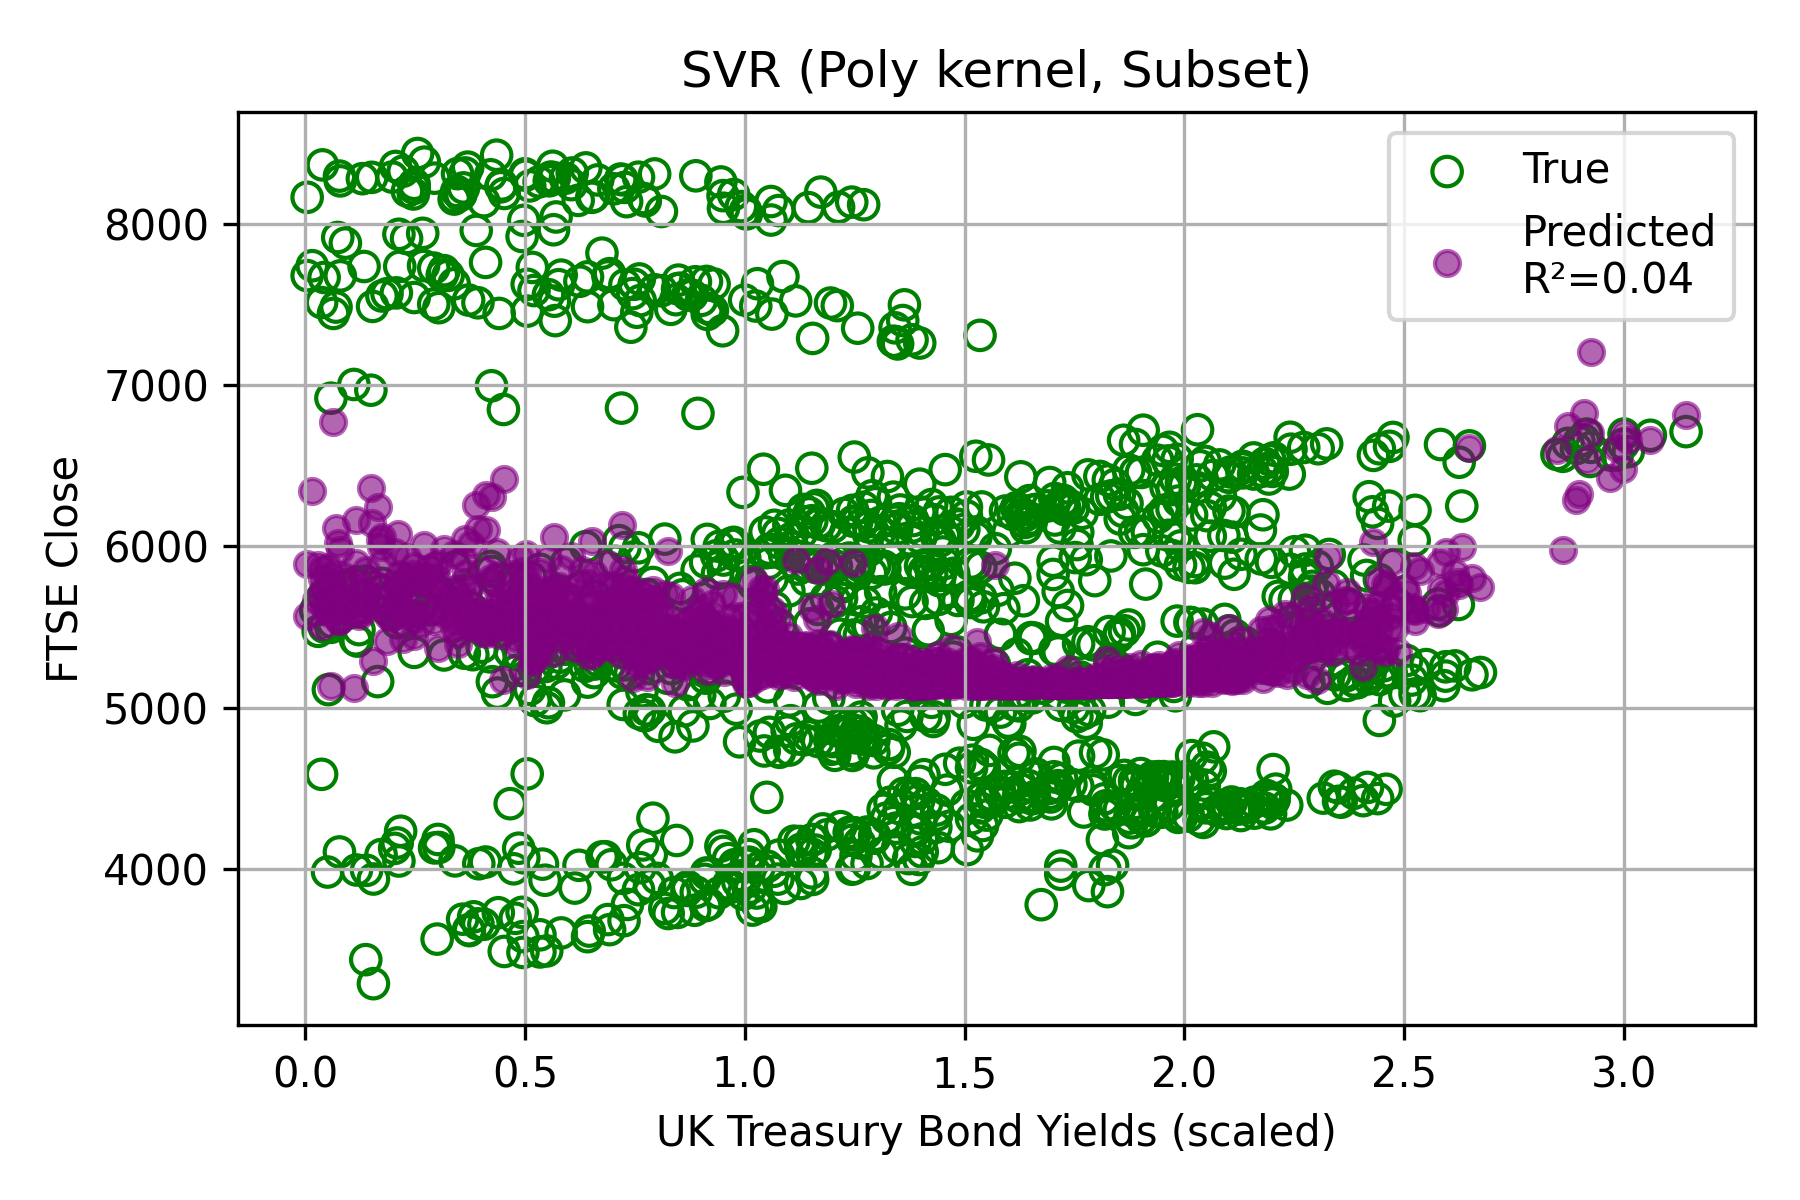 SVR (Poly kernel, Subset)
True
Predicted
R²=0.04
FTSE Close
8000
7000
6000
5000
4000
0.0 0.5 1.0 1.5 2.0 2.5 3.0
UK Treasury Bond Yields (scaled)